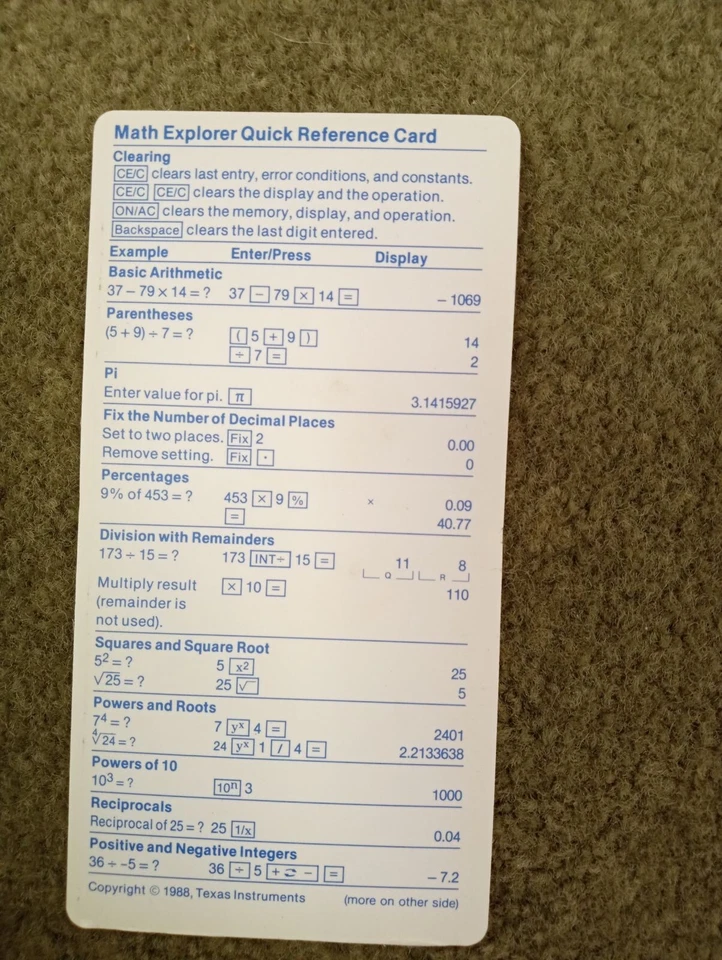 Math Explorer Quick Reference Card
Clearing
CE/C clears last entry, error conditions, and constants.
CE/C CE/C clears the display and the operation.
ON/AC clears the memory, display, and operation.
Backspace clears the last digit entered.
Example Enter/Press Display
Basic Arithmetic
37 − 79 × 14 = ? 37 − 79 × 14 = − 1069
Parentheses
(5 + 9) ÷ 7 = ? ( 5 + 9 ) 14
÷ 7 = 2
Pi
Enter value for pi. π 3.1415927
Fix the Number of Decimal Places
Set to two places. Fix 2 0.00
Remove setting. Fix · 0
Percentages
9% of 453 = ? 453 × 9 % × 0.09
= 40.77
Division with Remainders
173 ÷ 15 = ? 173 INT÷ 15 = 11 8
Q R
Multiply result × 10 = 110
(remainder is
not used).
Squares and Square Root
5² = ? 5 x² 25
√25 = ? 25 √ 5
Powers and Roots
7⁴ = ? 7 yˣ 4 = 2401
⁴√24 = ? 24 yˣ 1 / 4 = 2.2133638
Powers of 10
10³ = ? 10ⁿ 3 1000
Reciprocals
Reciprocal of 25 = ? 25 1/x 0.04
Positive and Negative Integers
36 ÷ -5 = ? 36 ÷ 5 + ⇄ − = − 7.2
Copyright © 1988, Texas Instruments (more on other side)